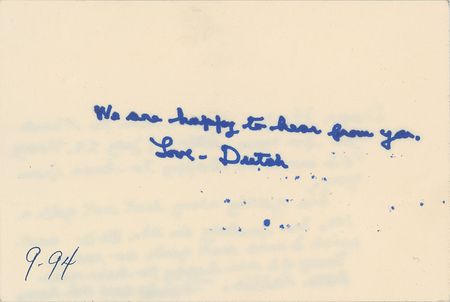 We are happy to hear from you.
Love - Dutch
9-94